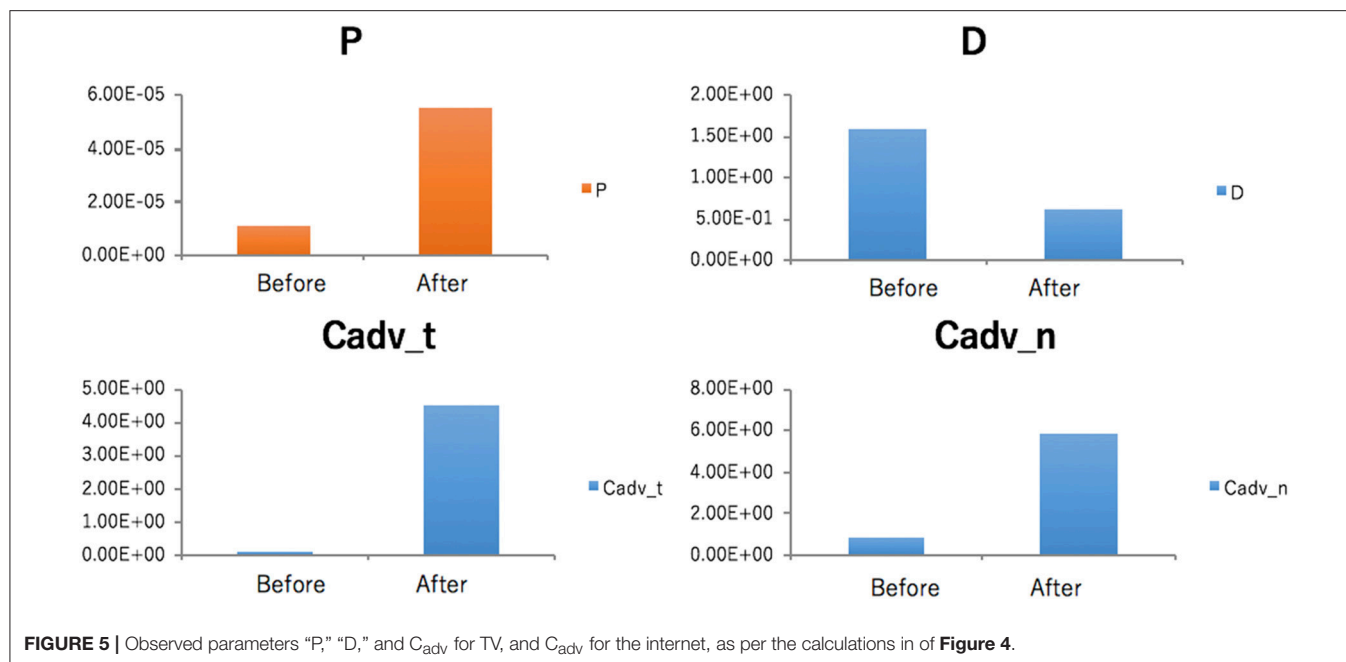 P
6.00E-05
4.00E-05
2.00E-05
0.00E+00
Before After
P
D
2.00E+00
1.50E+00
1.00E+00
5.00E-01
0.00E+00
Before After
D
Cadv_t
5.00E+00
4.00E+00
3.00E+00
2.00E+00
1.00E+00
0.00E+00
Before After
Cadv_t
Cadv_n
8.00E+00
6.00E+00
4.00E+00
2.00E+00
0.00E+00
Before After
Cadv_n
FIGURE 5 | Observed parameters “P,” “D,” and Cadv for TV, and Cadv for the internet, as per the calculations in of Figure 4.